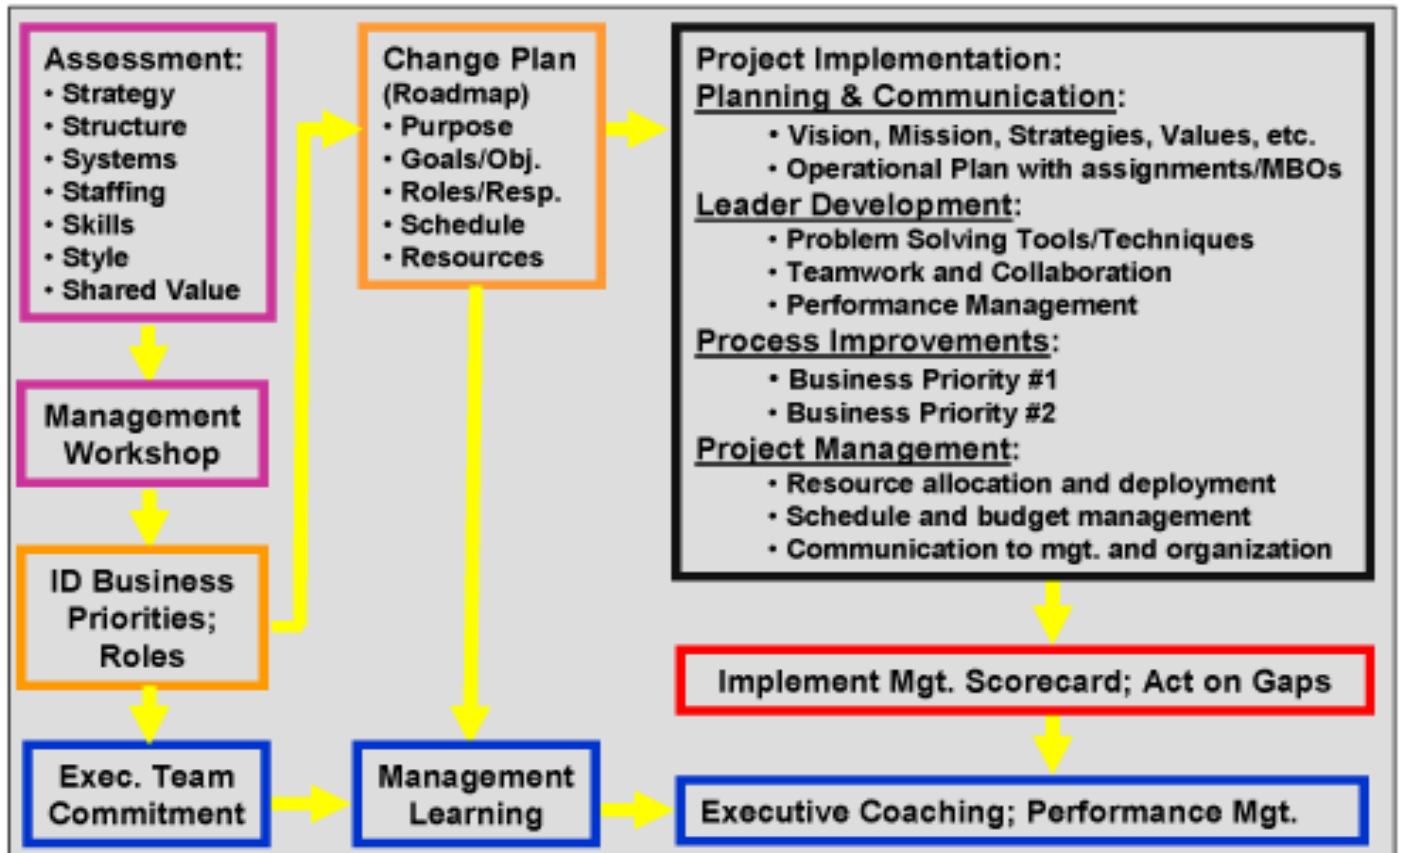 Assessment:
• Strategy
• Structure
• Systems
• Staffing
• Skills
• Style
• Shared Value
Management
Workshop
ID Business
Priorities;
Roles
Exec. Team
Commitment
Change Plan
(Roadmap)
• Purpose
• Goals/Obj.
• Roles/Resp.
• Schedule
• Resources
Management
Learning
Project Implementation:
Planning & Communication:
• Vision, Mission, Strategies, Values, etc.
• Operational Plan with assignments/MBOs
Leader Development:
• Problem Solving Tools/Techniques
• Teamwork and Collaboration
• Performance Management
Process Improvements:
• Business Priority #1
• Business Priority #2
Project Management:
• Resource allocation and deployment
• Schedule and budget management
• Communication to mgt. and organization
Implement Mgt. Scorecard; Act on Gaps
Executive Coaching; Performance Mgt.